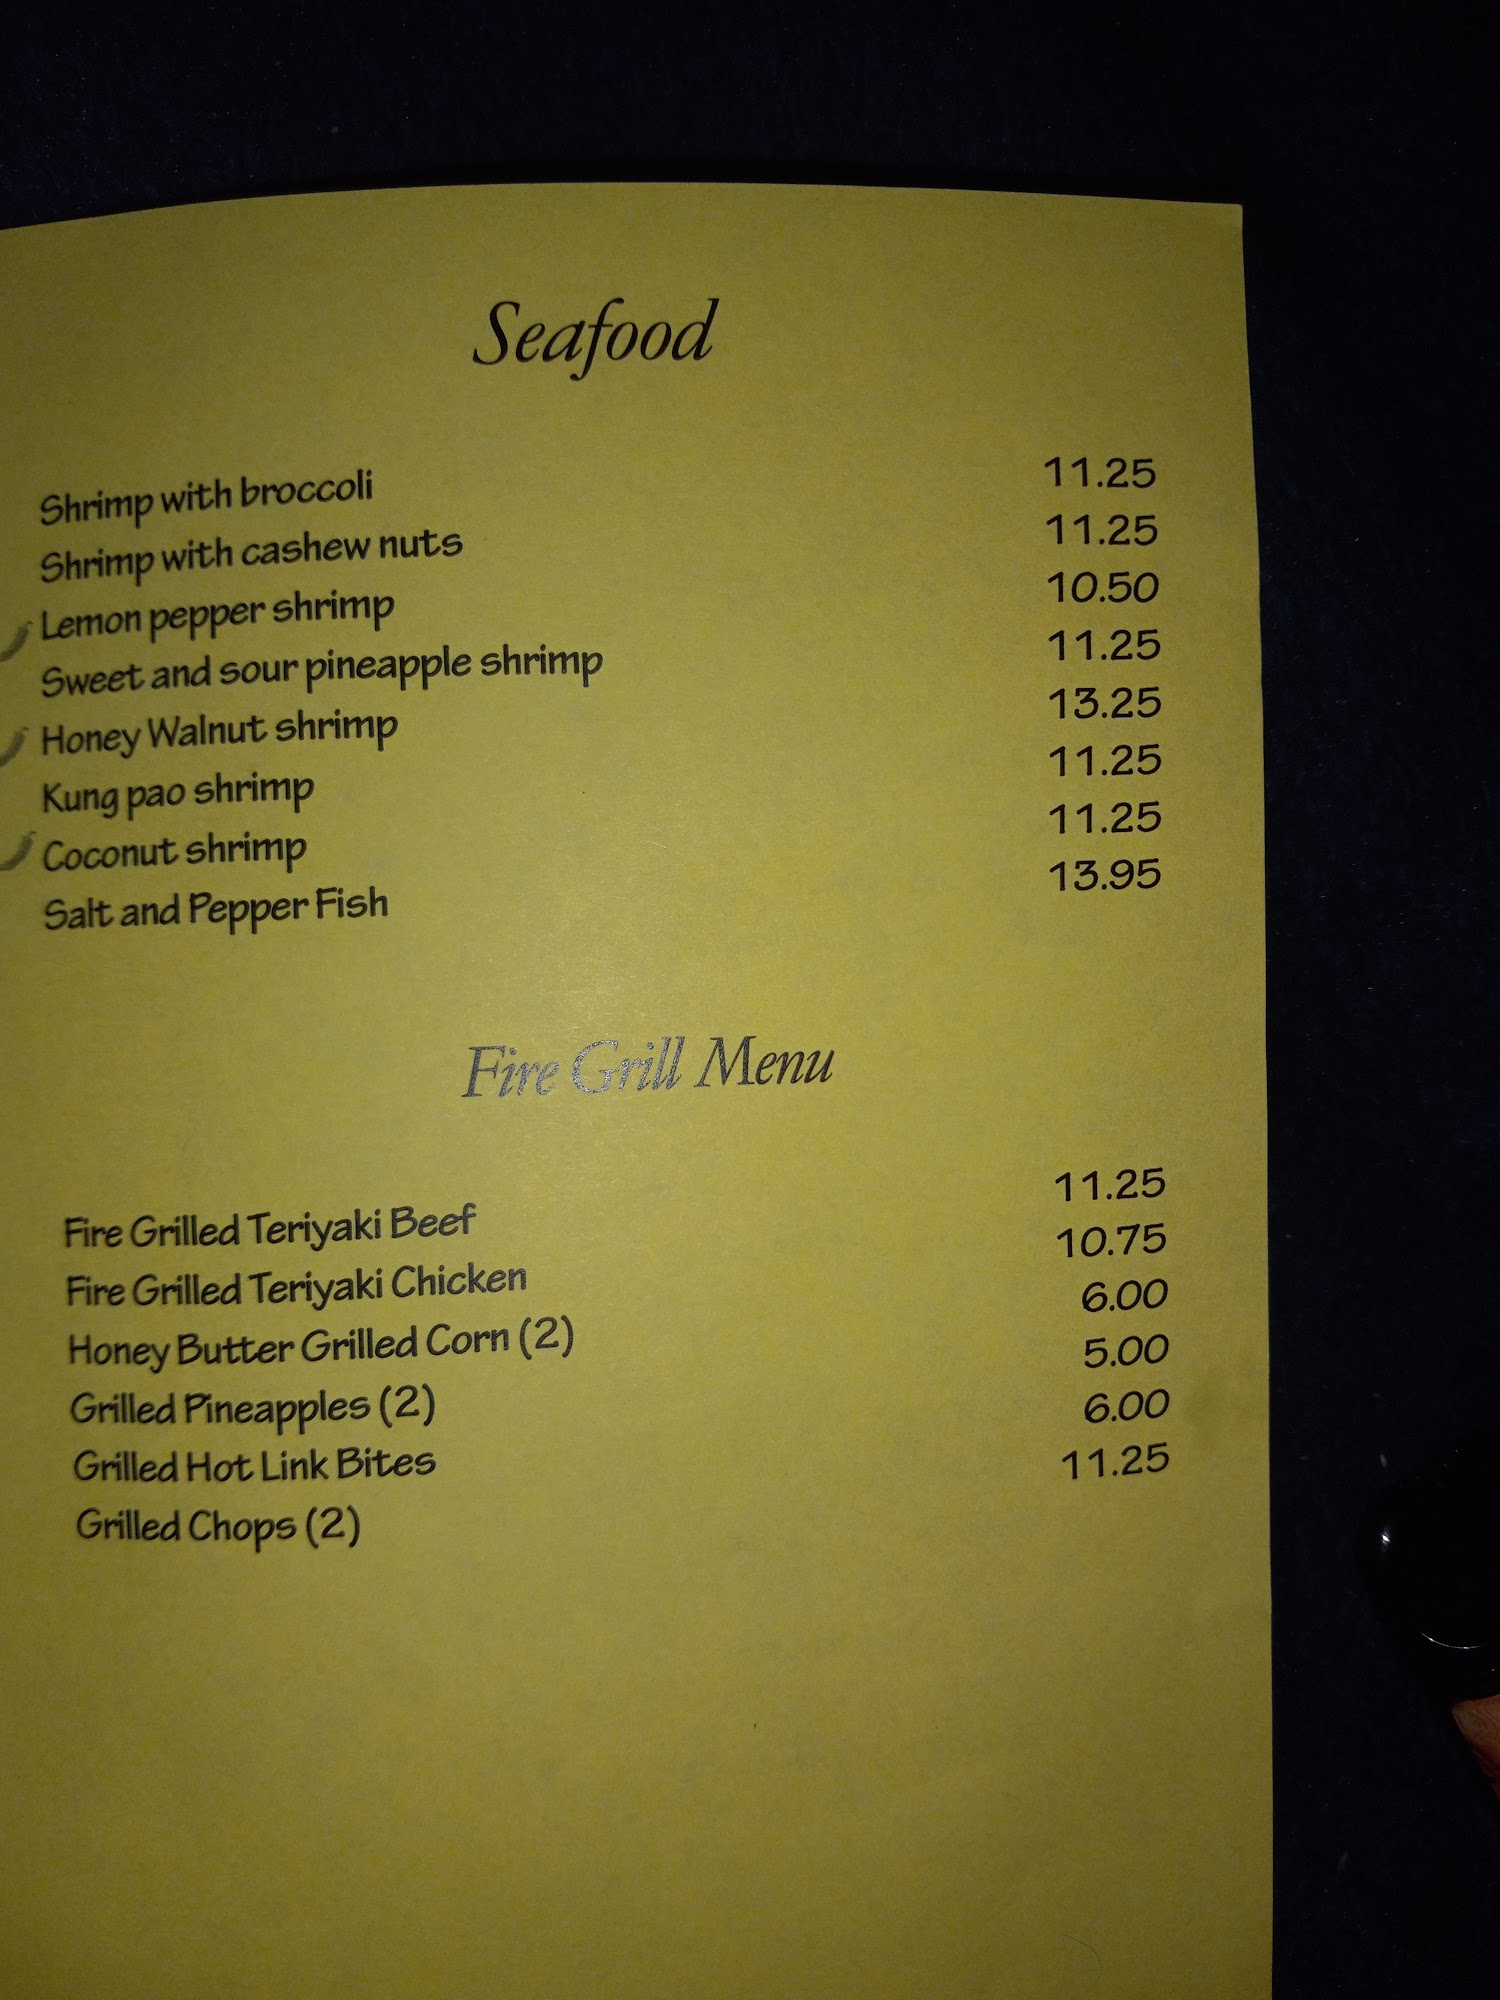 Seafood
Shrimp with broccoli 11.25
Shrimp with cashew nuts 11.25
Lemon pepper shrimp 10.50
Sweet and sour pineapple shrimp 11.25
Honey Walnut shrimp 13.25
Kung pao shrimp 11.25
Coconut shrimp 11.25
Salt and Pepper Fish 13.95
Fire Grill Menu
Fire Grilled Teriyaki Beef 11.25
Fire Grilled Teriyaki Chicken 10.75
Honey Butter Grilled Corn (2) 6.00
Grilled Pineapples (2) 5.00
Grilled Hot Link Bites 6.00
Grilled Chops (2) 11.25